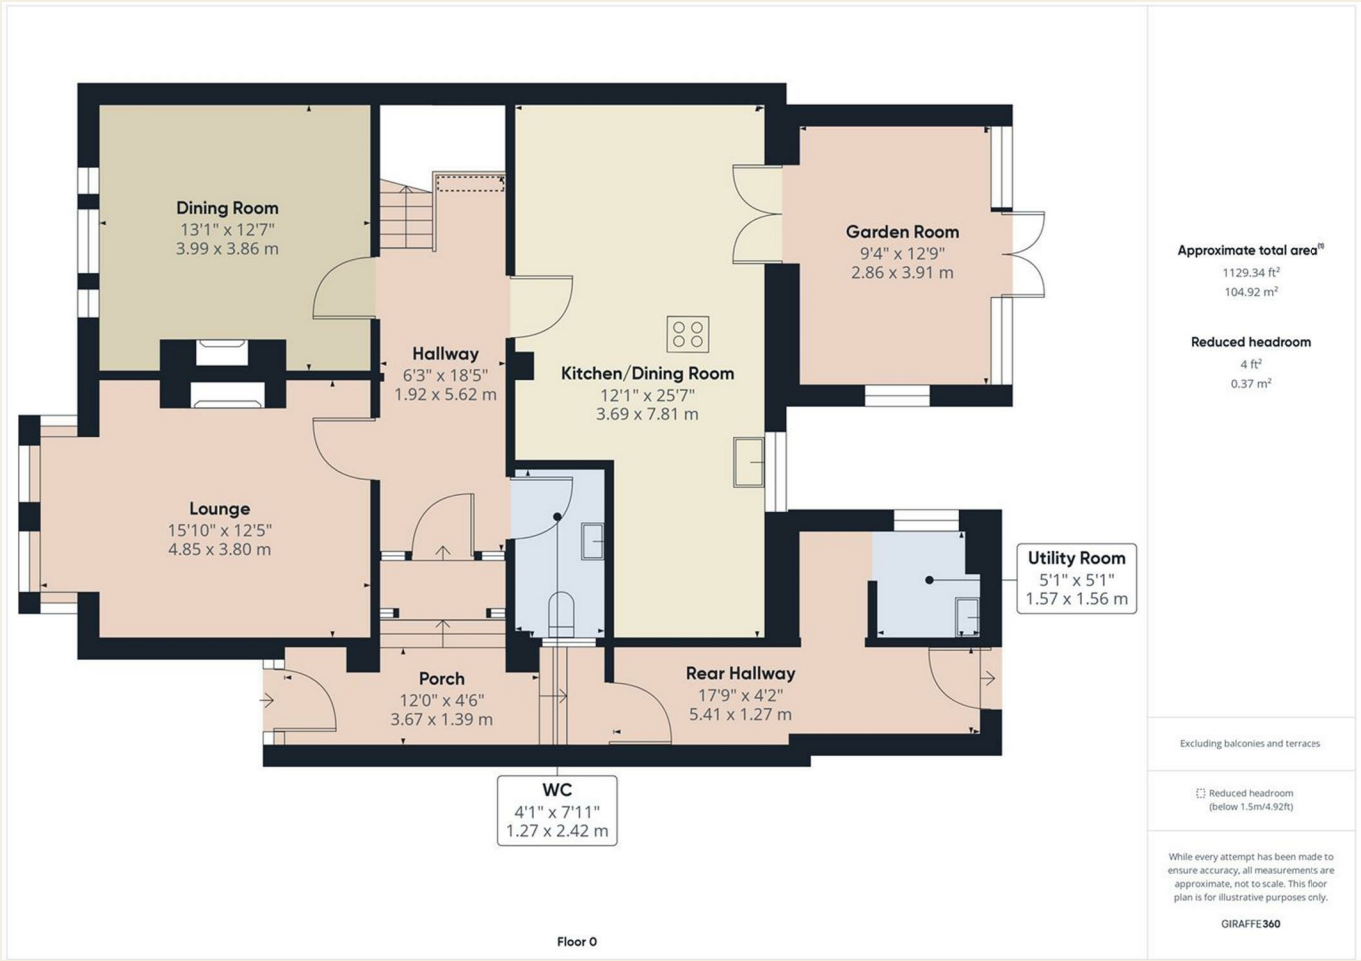 Dining Room
13'1" x 12'7"
3.99 x 3.86 m
Hallway
6'3" x 18'5"
1.92 x 5.62 m
Kitchen/Dining Room
12'1" x 25'7"
3.69 x 7.81 m
Garden Room
9'4" x 12'9"
2.86 x 3.91 m
Lounge
15'10" x 12'5"
4.85 x 3.80 m
Utility Room
5'1" x 5'1"
1.57 x 1.56 m
Porch
12'0" x 4'6"
3.67 x 1.39 m
Rear Hallway
17'9" x 4'2"
5.41 x 1.27 m
WC
4'1" x 7'11"
1.27 x 2.42 m
Floor 0
Approximate total area(1)
1129.34 ft²
104.92 m²
Reduced headroom
4 ft²
0.37 m²
Excluding balconies and terraces
Reduced headroom
(below 1.5m/4.92ft)
While every attempt has been made to
ensure accuracy, all measurements are
approximate, not to scale. This floor
plan is for illustrative purposes only.
GIRAFFE360